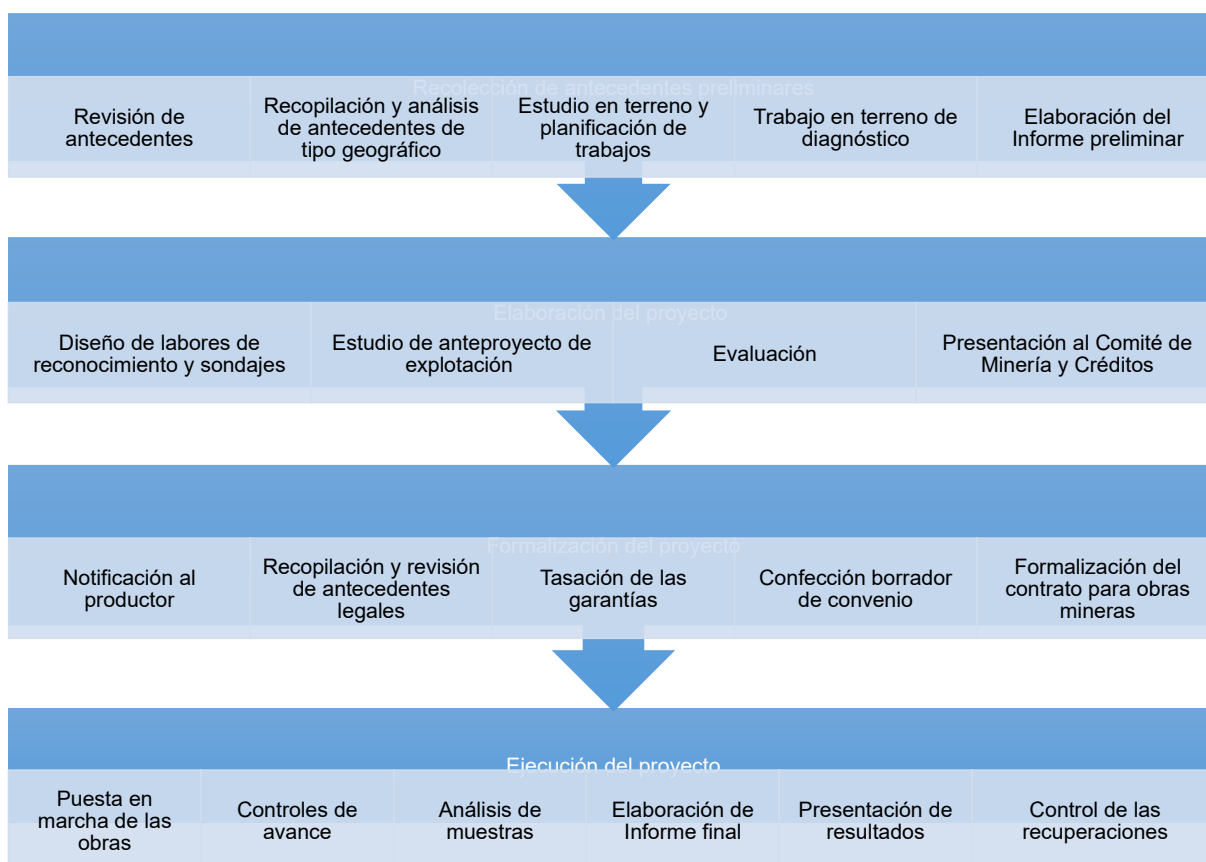 Recolección de antecedentes preliminares
Revisión de
antecedentes
Recopilación y análisis
de antecedentes de
tipo geográfico
Estudio en terreno y
planificación de
trabajos
Trabajo en terreno de
diagnóstico
Elaboración del
Informe preliminar
Elaboración del proyecto
Diseño de labores de
reconocimiento y sondajes
Estudio de anteproyecto de
explotación
Evaluación
Presentación al Comité de
Minería y Créditos
Formalización del proyecto
Notificación al
productor
Recopilación y revisión
de antecedentes
legales
Tasación de las
garantías
Confección borrador
de convenio
Formalización del
contrato para obras
mineras
Ejecución del proyecto
Puesta en
marcha de las
obras
Controles de
avance
Análisis de
muestras
Elaboración de
Informe final
Presentación de
resultados
Control de las
recuperaciones